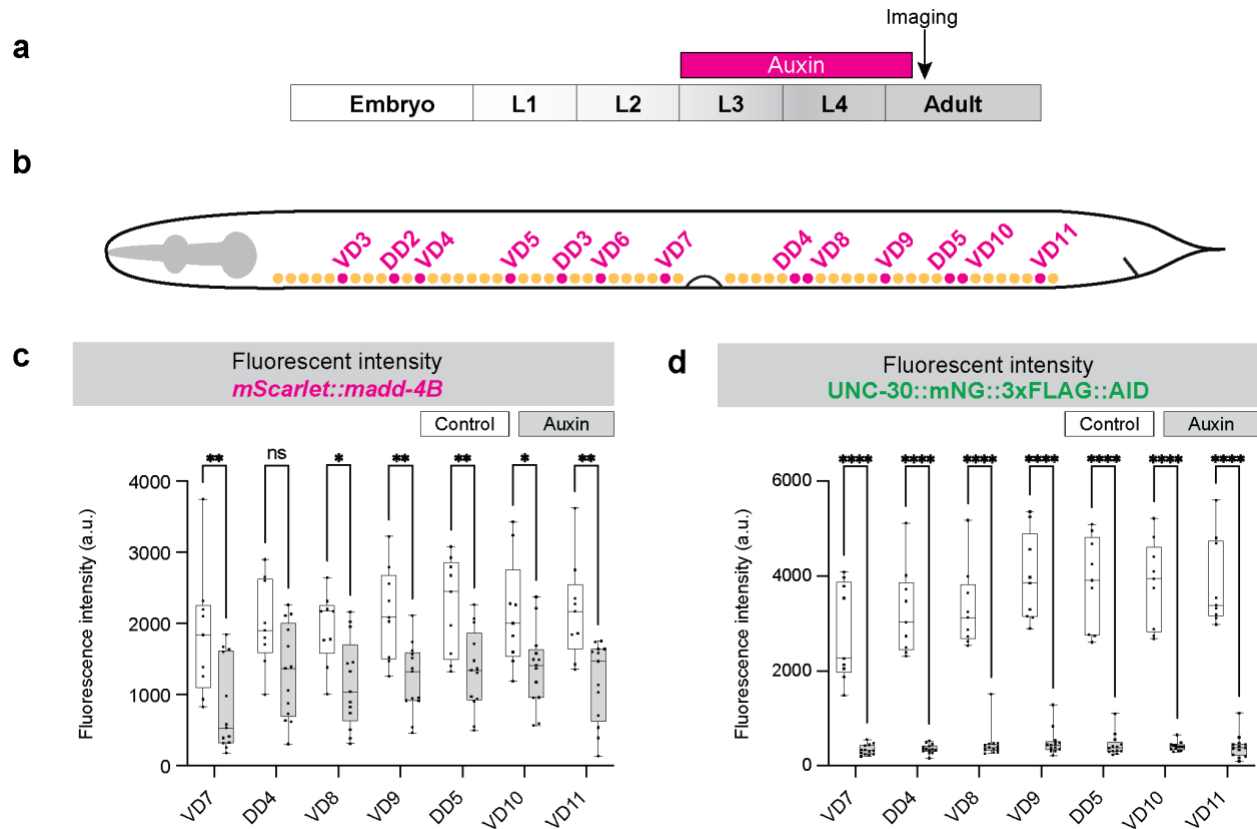 a
Imaging
Auxin
Embryo L1 L2 L3 L4 Adult
b
VD3 DD2 VD4 VD5 DD3 VD6 VD7 DD4 VD8 VD9 DD5 VD10 VD11
c
Fluorescent intensity
mScarlet::madd-4B
Control Auxin
** ns * ** ** * **
Fluorescence intensity (a.u.)
4000
3000
2000
1000
0
VD7 DD4 VD8 VD9 DD5 VD10 VD11
d
Fluorescent intensity
UNC-30::mNG::3xFLAG::AID
Control Auxin
**** **** **** **** **** **** ****
Fluorescence intensity (a.u.)
6000
4000
2000
0
VD7 DD4 VD8 VD9 DD5 VD10 VD11